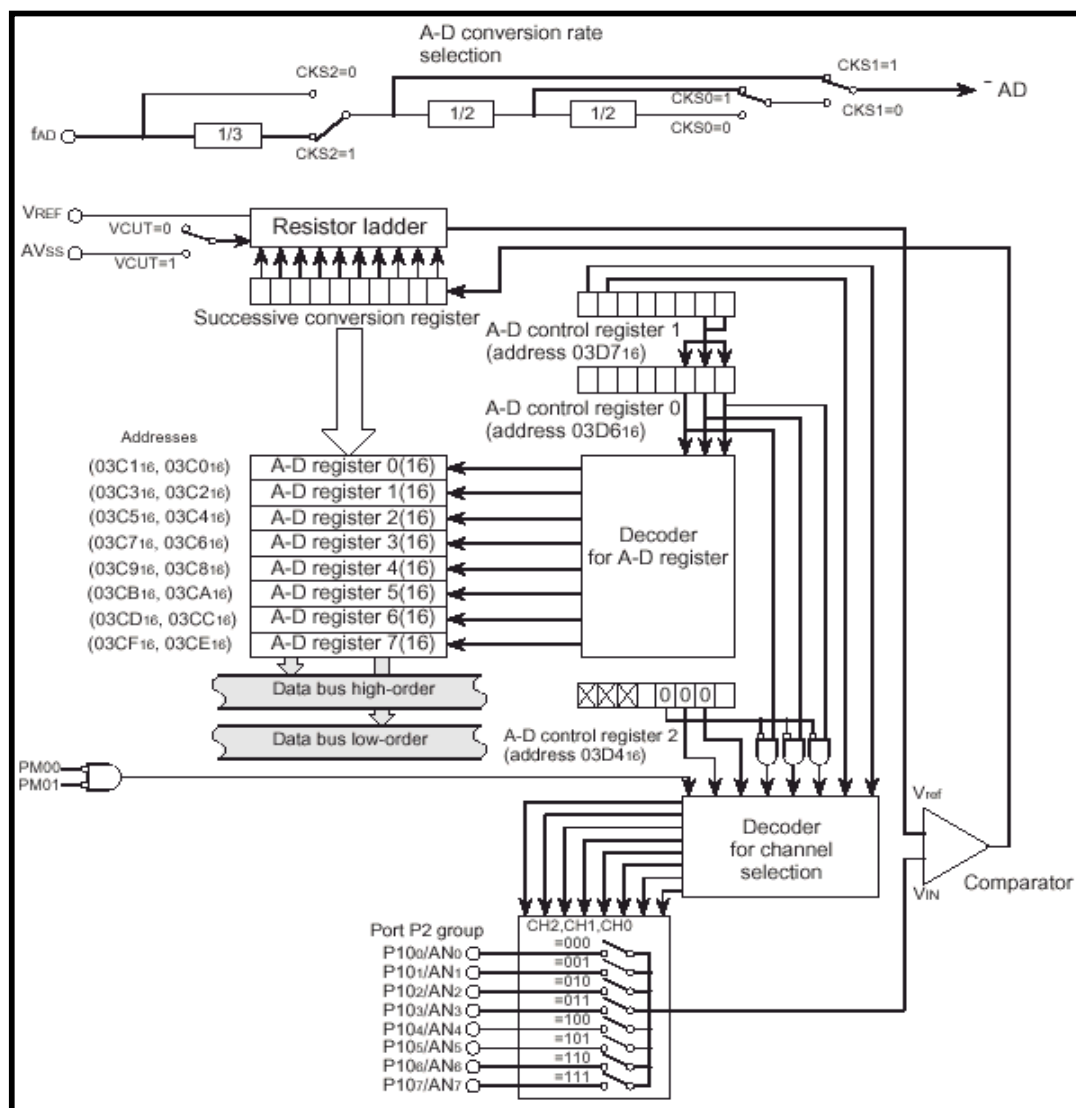 A-D conversion rate
selection
CKS2=0
CKS1=1
¯ AD
CKS0=1
CKS1=0
fAD
1/3
1/2
1/2
CKS0=0
CKS2=1
VREF
VCUT=0
Resistor ladder
AVSS
VCUT=1
Successive conversion register
A-D control register 1
(address 03D716)
A-D control register 0
(address 03D616)
Addresses
(03C116, 03C016) A-D register 0(16)
(03C316, 03C216) A-D register 1(16)
(03C516, 03C416) A-D register 2(16)
(03C716, 03C616) A-D register 3(16)
(03C916, 03C816) A-D register 4(16)
(03CB16, 03CA16) A-D register 5(16)
(03CD16, 03CC16) A-D register 6(16)
(03CF16, 03CE16) A-D register 7(16)
Decoder
for A-D register
Data bus high-order
Data bus low-order
0 0 0
A-D control register 2
(address 03D416)
PM00
PM01
Decoder
for channel
selection
Vref
VIN
Comparator
Port P2 group
CH2,CH1,CH0
P100/AN0 =000
P101/AN1 =001
P102/AN2 =010
P103/AN3 =011
P104/AN4 =100
P105/AN5 =101
P106/AN6 =110
P107/AN7 =111